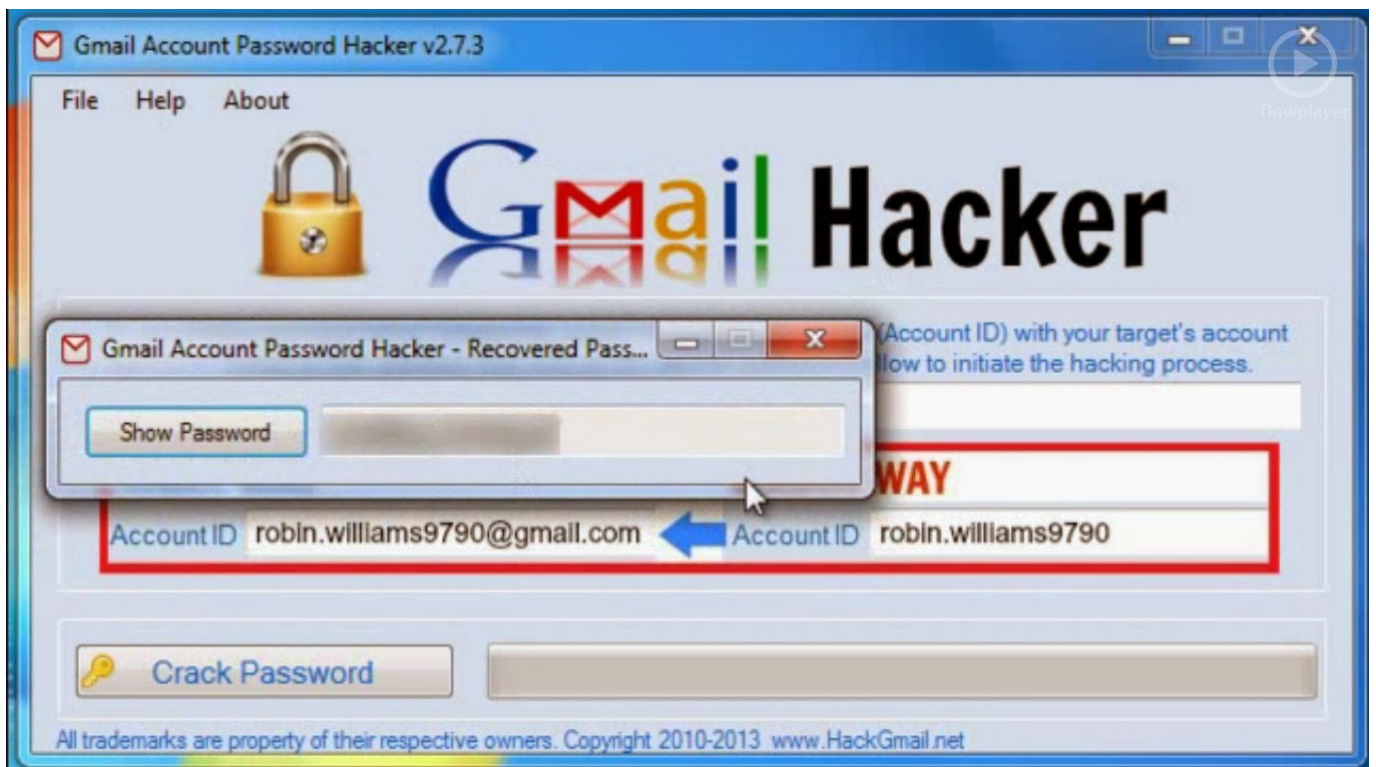 Gmail Account Password Hacker v2.7.3
flowplayer
File Help About
Gmail Hacker
(Account ID) with your target's account
llow to initiate the hacking process.
Gmail Account Password Hacker - Recovered Pass...
Show Password
WAY
Account ID robin.williams9790@gmail.com Account ID robin.williams9790
Crack Password
All trademarks are property of their respective owners. Copyright 2010-2013 www.HackGmail.net